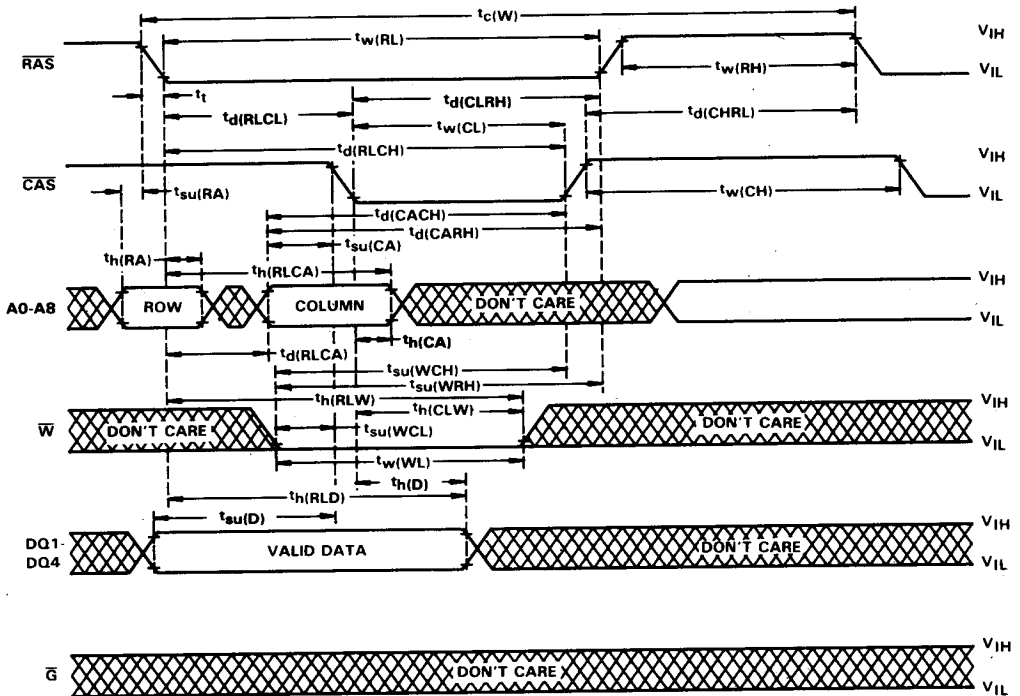 tc(W)
VIH
tw(RL)
RAS
tw(RH)
VIL
tt
td(CLRH)
td(RLCL)
td(CHRL)
tw(CL)
td(RLCH)
VIH
CAS
tsu(RA)
tw(CH)
VIL
td(CACH)
td(CARH)
tsu(CA)
th(RA)
th(RLCA)
VIH
A0-A8
ROW
COLUMN
DON'T CARE
VIL
th(CA)
td(RLCA)
tsu(WCH)
tsu(WRH)
th(RLW)
th(CLW)
VIH
W
DON'T CARE
DON'T CARE
tsu(WCL)
VIL
tw(WL)
th(D)
th(RLD)
tsu(D)
VIH
DQ1-
DQ4
VALID DATA
DON'T CARE
VIL
VIH
G
DON'T CARE
VIL